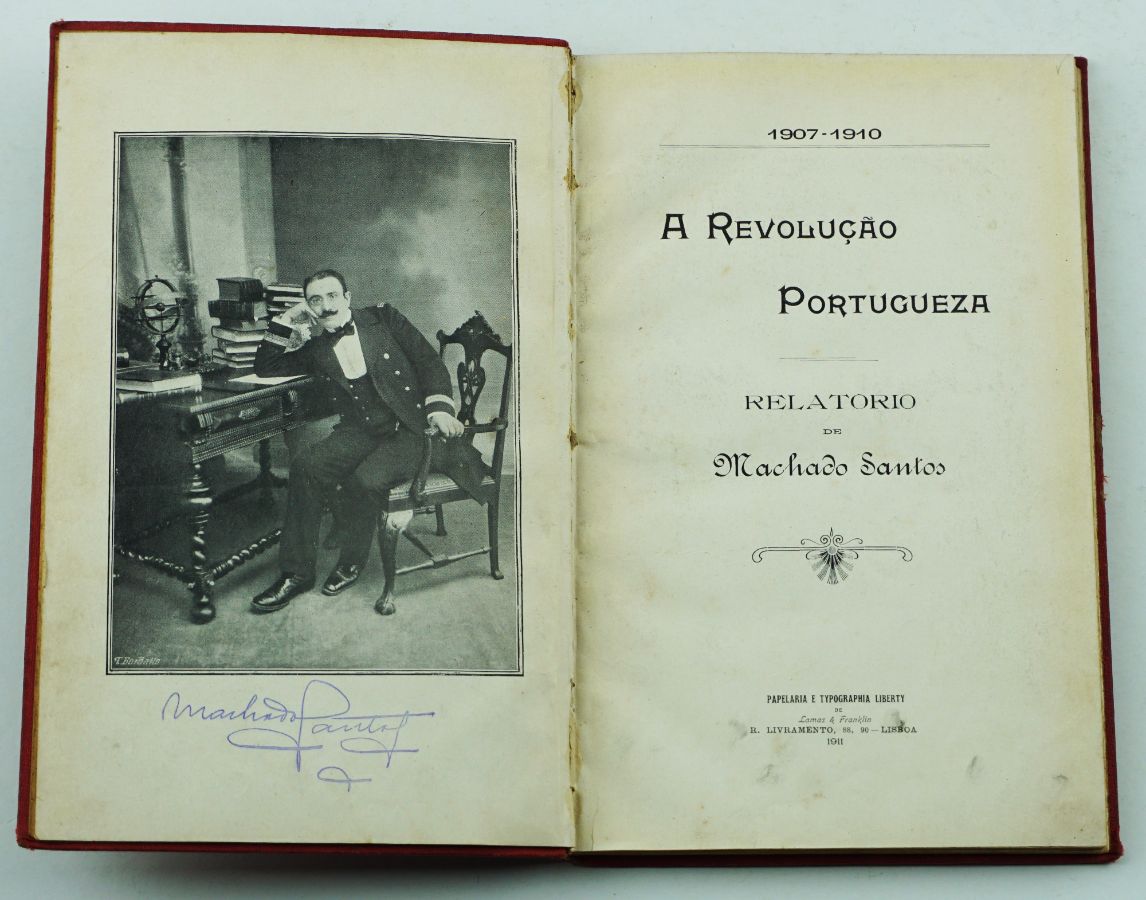 Machado Santos
1907-1910
A REVOLUÇÃO
PORTUGUEZA
RELATORIO
DE
Machado Santos
PAPELARIA E TYPOGRAPHIA LIBERTY
DE
Lamas & Franklin
R. LIVRAMENTO, 88, 90 — LISBOA
1911